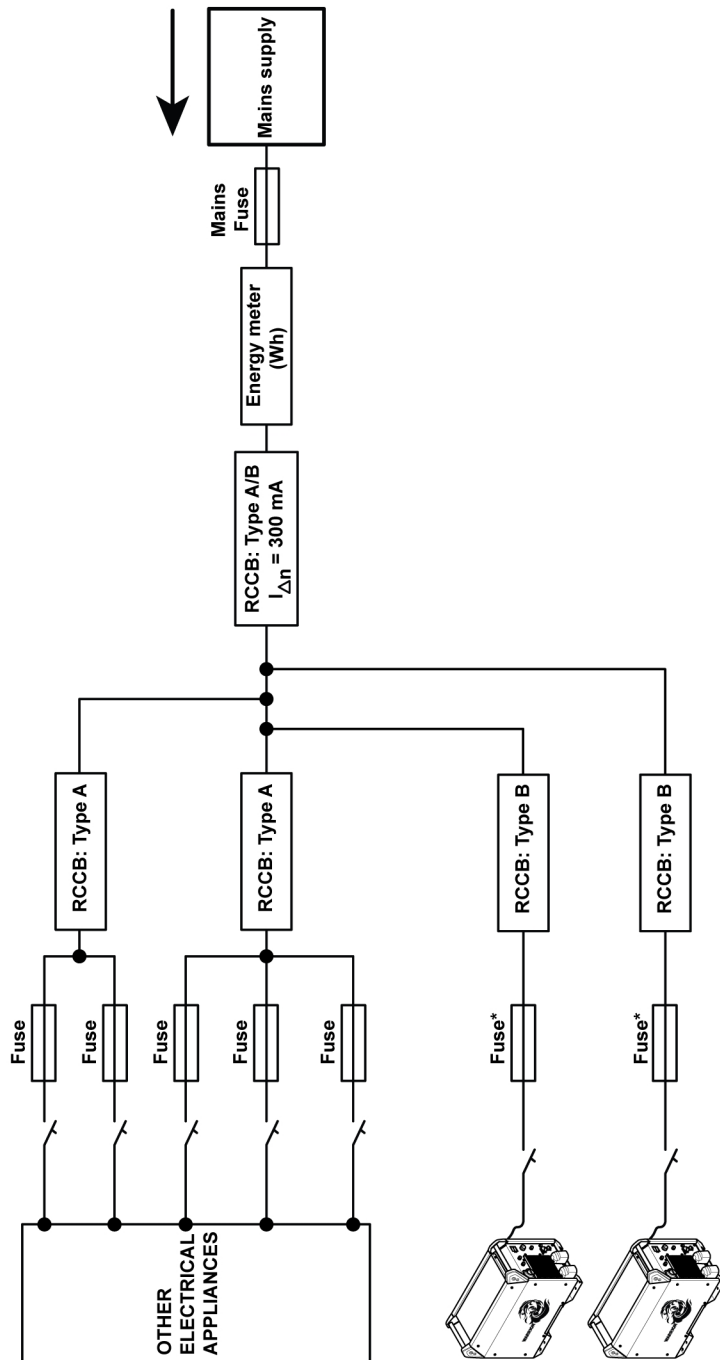 Mains supply
Mains
Fuse
Energy meter
(Wh)
RCCB: Type A/B
IΔn = 300 mA
RCCB: Type A
RCCB: Type A
RCCB: Type B
RCCB: Type B
Fuse
Fuse
Fuse
Fuse
Fuse
Fuse*
Fuse*
OTHER
ELECTRICAL
APPLIANCES